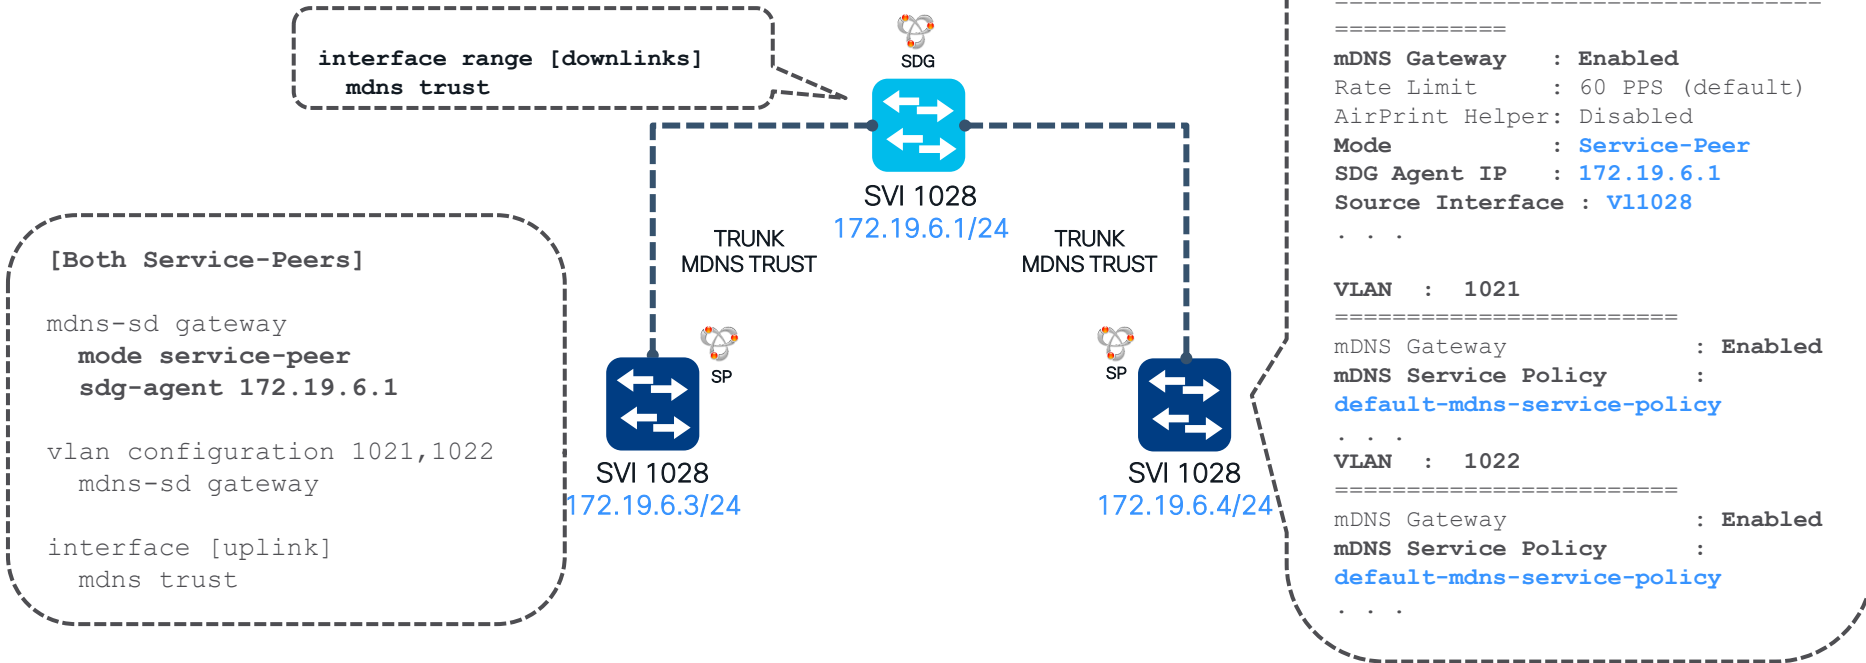 interface range [downlinks]
mdns trust
SDG
SVI 1028
172.19.6.1/24
TRUNK
MDNS TRUST
TRUNK
MDNS TRUST
[Both Service-Peers]
mdns-sd gateway
mode service-peer
sdg-agent 172.19.6.1
vlan configuration 1021,1022
mdns-sd gateway
interface [uplink]
mdns trust
SP
SVI 1028
172.19.6.3/24
SP
SVI 1028
172.19.6.4/24
==================================
============
mDNS Gateway : Enabled
Rate Limit : 60 PPS (default)
AirPrint Helper: Disabled
Mode : Service-Peer
SDG Agent IP : 172.19.6.1
Source Interface : Vl1028
. . .
VLAN : 1021
========================
mDNS Gateway : Enabled
mDNS Service Policy :
default-mdns-service-policy
. . .
VLAN : 1022
========================
mDNS Gateway : Enabled
mDNS Service Policy :
default-mdns-service-policy
. . .